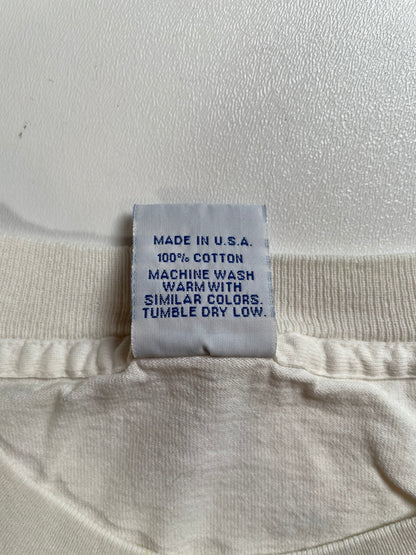 MADE IN U.S.A.
100% COTTON
MACHINE WASH
WARM WITH
SIMILAR COLORS.
TUMBLE DRY LOW.